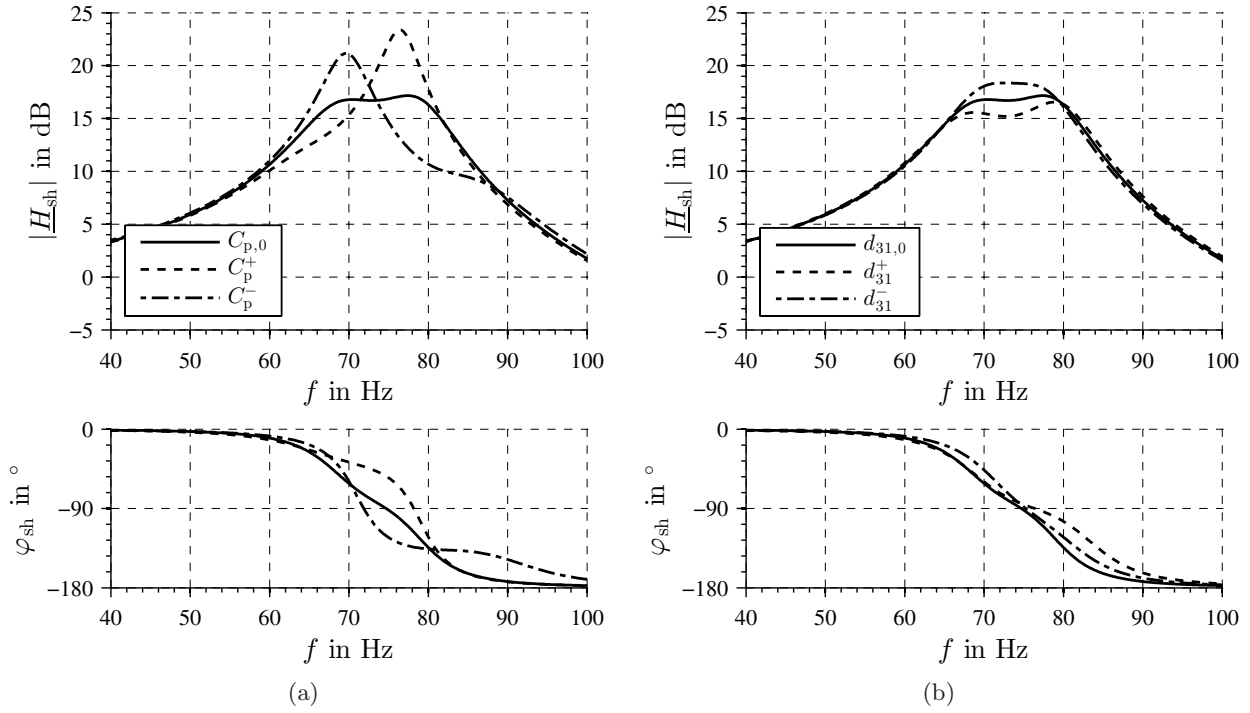 |H_sh| in dB
25
20
15
10
5
0
−5
C_p,0
C_p^+
C_p^−
40 50 60 70 80 90 100
f in Hz
φ_sh in °
0
−90
−180
40 50 60 70 80 90 100
f in Hz
(a)
|H_sh| in dB
25
20
15
10
5
0
−5
d_31,0
d_31^+
d_31^−
40 50 60 70 80 90 100
f in Hz
φ_sh in °
0
−90
−180
40 50 60 70 80 90 100
f in Hz
(b)